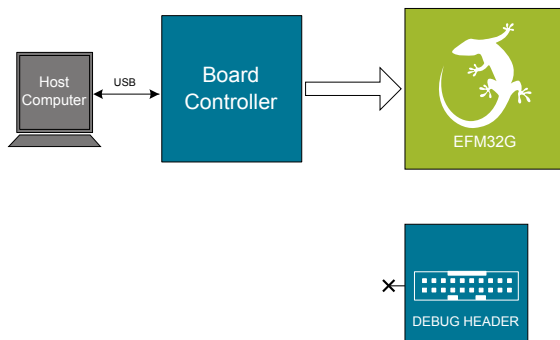 Host
Computer
USB
Board
Controller
EFM32G
DEBUG HEADER